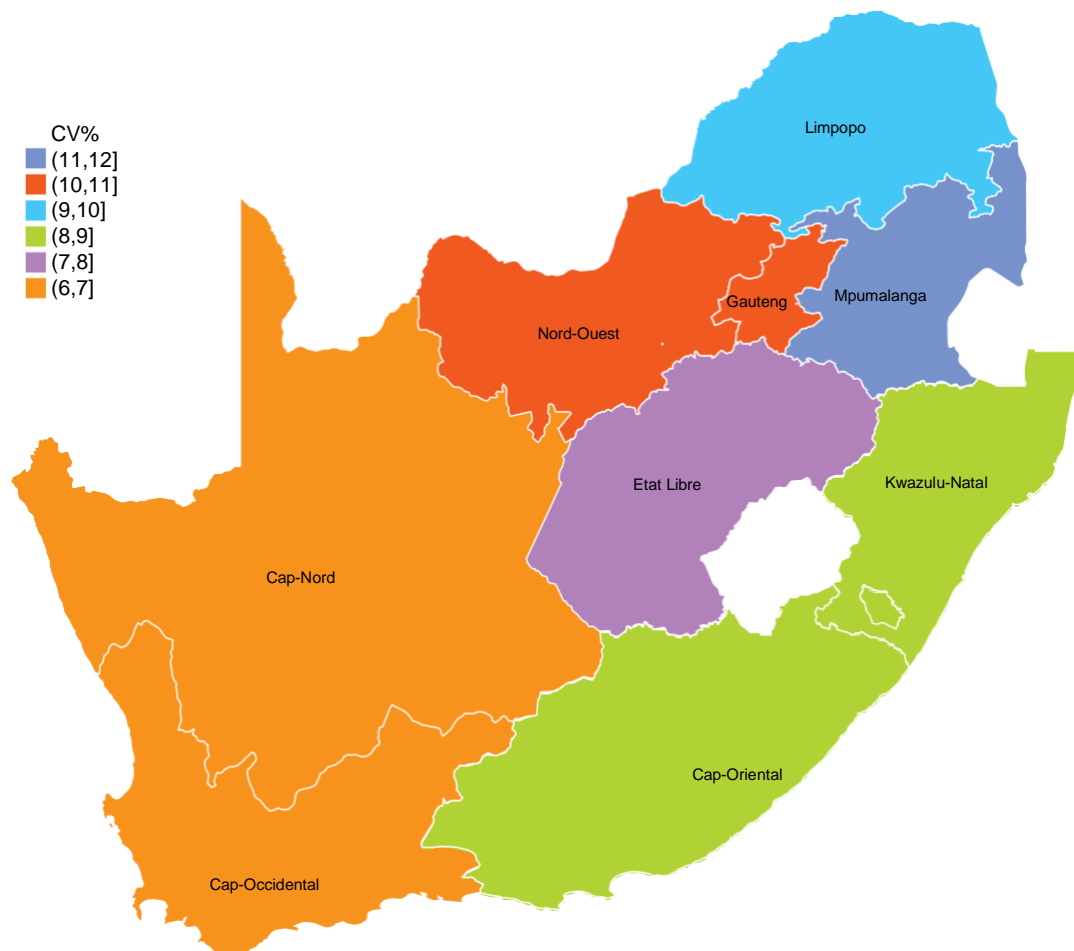 CV%
(11,12]
(10,11]
(9,10]
(8,9]
(7,8]
(6,7]
Limpopo
Mpumalanga
Gauteng
Nord-Ouest
Etat Libre
Kwazulu-Natal
Cap-Nord
Cap-Oriental
Cap-Occidental